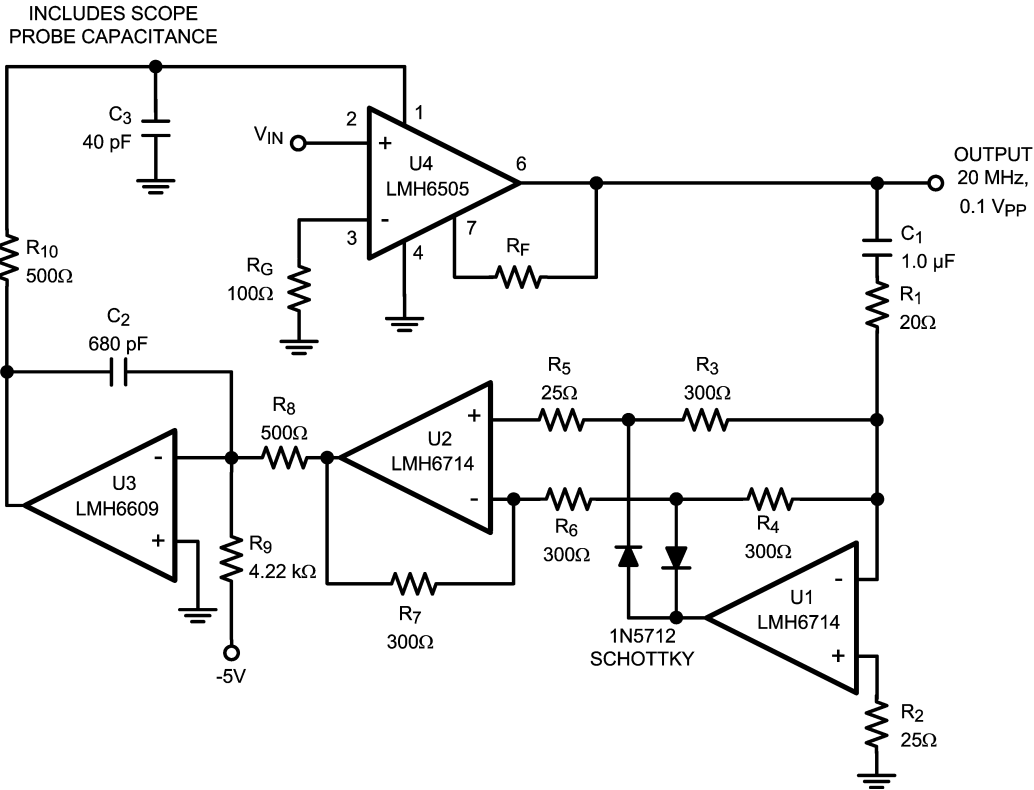 INCLUDES SCOPE
PROBE CAPACITANCE
C3
40 pF
1
2
VIN
+
U4
LMH6505
6
-
3
7
4
RF
RG
100Ω
OUTPUT
20 MHz,
0.1 VPP
C1
1.0 µF
R1
20Ω
R10
500Ω
C2
680 pF
R8
500Ω
R5
25Ω
R3
300Ω
+
U2
LMH6714
-
R6
300Ω
R4
300Ω
-
U3
LMH6609
+
R9
4.22 kΩ
-5V
R7
300Ω
1N5712
SCHOTTKY
-
U1
LMH6714
+
R2
25Ω